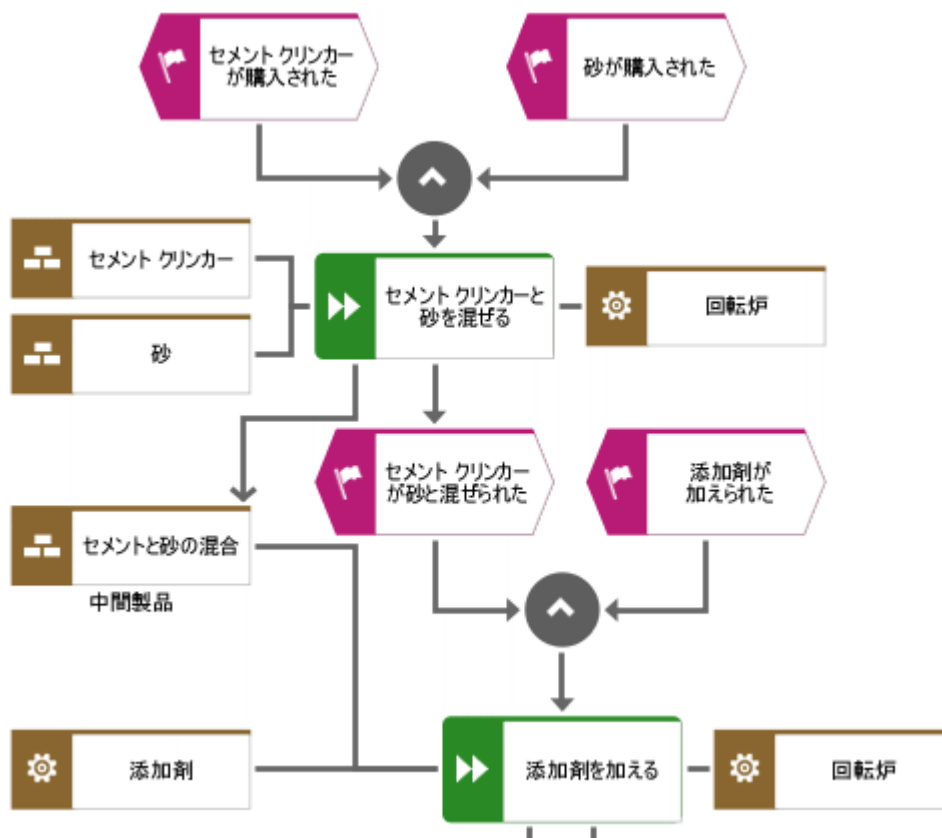 セメント クリンカー
が購入された
砂が購入された
セメント クリンカー
砂
セメント クリンカーと
砂を混ぜる
回転炉
セメント クリンカー
が砂と混ぜられた
添加剤が
加えられた
セメントと砂の混合
中間製品
添加剤
添加剤を加える
回転炉